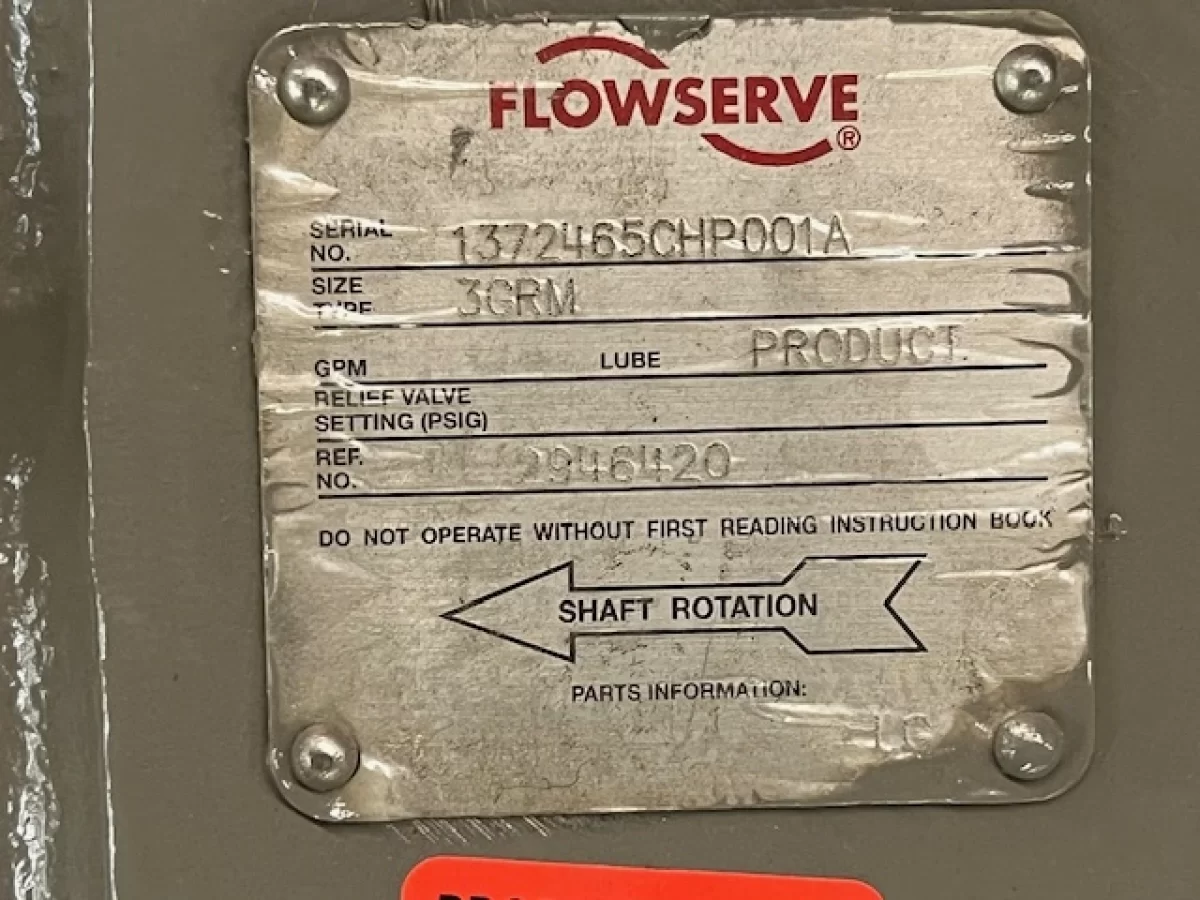 FLOWSERVE®
SERIAL NO. 1372465CHP001A
SIZE
TYPE 3GRM
GPM LUBE PRODUCT
RELIEF VALVE
SETTING (PSIG)
REF.
NO. 2946420
DO NOT OPERATE WITHOUT FIRST READING INSTRUCTION BOOK
SHAFT ROTATION
PARTS INFORMATION:
LC